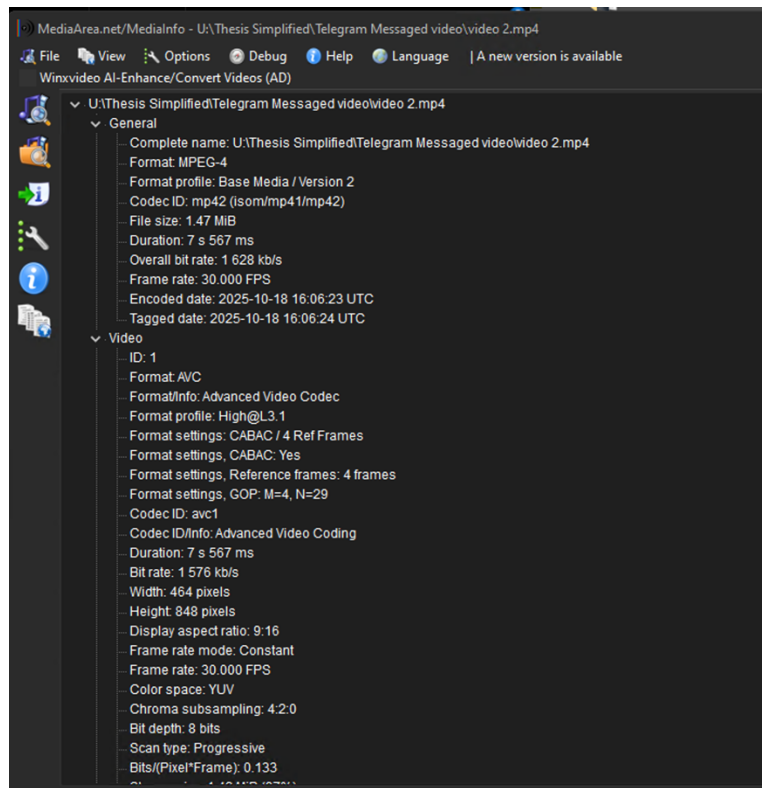 MediaArea.net/MediaInfo - U:\Thesis Simplified\Telegram Messaged video\video 2.mp4
File View Options Debug Help Language | A new version is available
Winxvideo AI-Enhance/Convert Videos (AD)
U:\Thesis Simplified\Telegram Messaged video\video 2.mp4
General
Complete name: U:\Thesis Simplified\Telegram Messaged video\video 2.mp4
Format: MPEG-4
Format profile: Base Media / Version 2
Codec ID: mp42 (isom/mp41/mp42)
File size: 1.47 MiB
Duration: 7 s 567 ms
Overall bit rate: 1 628 kb/s
Frame rate: 30.000 FPS
Encoded date: 2025-10-18 16:06:23 UTC
Tagged date: 2025-10-18 16:06:24 UTC
Video
ID: 1
Format: AVC
Format/Info: Advanced Video Codec
Format profile: High@L3.1
Format settings: CABAC / 4 Ref Frames
Format settings, CABAC: Yes
Format settings, Reference frames: 4 frames
Format settings, GOP: M=4, N=29
Codec ID: avc1
Codec ID/Info: Advanced Video Coding
Duration: 7 s 567 ms
Bit rate: 1 576 kb/s
Width: 464 pixels
Height: 848 pixels
Display aspect ratio: 9:16
Frame rate mode: Constant
Frame rate: 30.000 FPS
Color space: YUV
Chroma subsampling: 4:2:0
Bit depth: 8 bits
Scan type: Progressive
Bits/(Pixel*Frame): 0.133